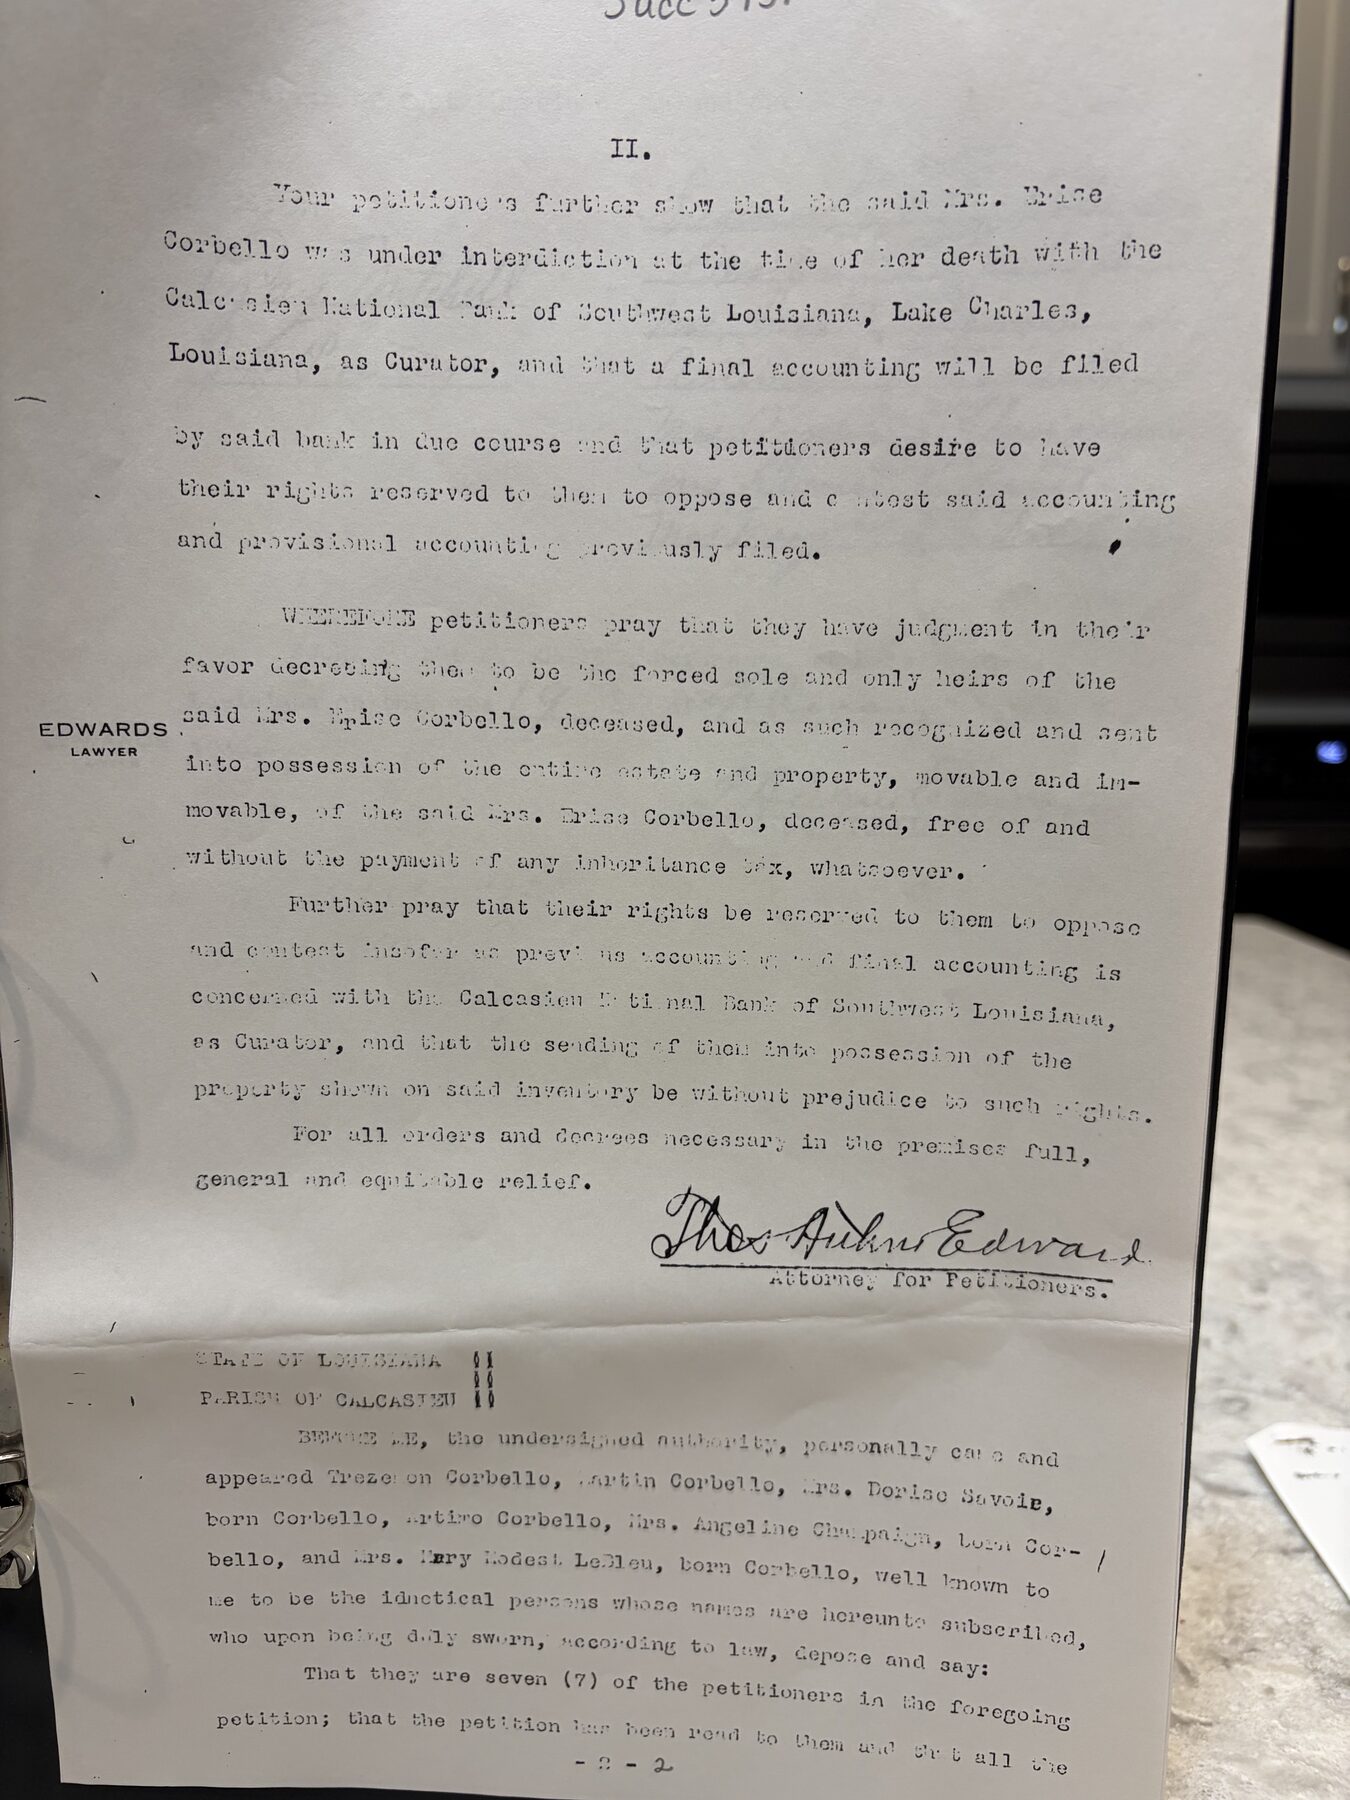 Succ
II.
Your petitioners further show that the said Mrs. Erise
Corbello was under interdiction at the time of her death with the
Calcasieu National Bank of Southwest Louisiana, Lake Charles,
Louisiana, as Curator, and that a final accounting will be filed
by said bank in due course and that petitioners desire to have
their rights reserved to them to oppose and contest said accounting
and provisional accounting previously filed.
WHEREFORE petitioners pray that they have judgment in their
favor decreeing them to be the forced sole and only heirs of the
said Mrs. Erise Corbello, deceased, and as such recognized and sent
into possession of the entire estate and property, movable and im-
movable, of the said Mrs. Erise Corbello, deceased, free of and
without the payment of any inheritance tax, whatsoever.
EDWARDS
LAWYER
Further pray that their rights be reserved to them to oppose
and contest insofar as previous accounting and final accounting is
concerned with the Calcasieu National Bank of Southwest Louisiana,
as Curator, and that the sending of them into possession of the
property shown on said inventory be without prejudice to such rights.
For all orders and decrees necessary in the premises full,
general and equitable relief.
Thos Edwards
Attorney for Petitioners.
STATE OF LOUISIANA
PARISH OF CALCASIEU
BEFORE ME, the undersigned authority, personally came and
appeared Trezemon Corbello, Martin Corbello, Mrs. Dorise Savoie,
born Corbello, Artimo Corbello, Mrs. Angeline Champaign, born Cor-
bello, and Mrs. Mary Modest LeBleu, born Corbello, well known to
me to be the idnetical persons whose names are hereunto subscribed,
who upon being duly sworn, according to law, depose and say:
That they are seven (7) of the petitioners in the foregoing
petition; that the petition has been read to them and that all the
- 2 - 2